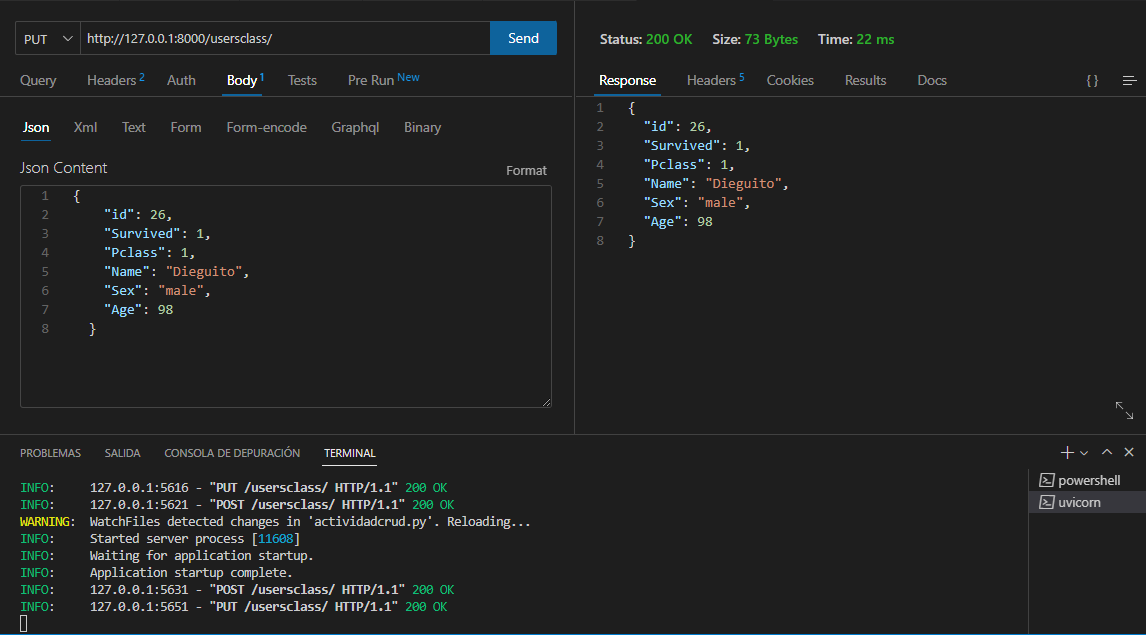 PUT http://127.0.0.1:8000/usersclass/ Send
Query Headers 2 Auth Body 1 Tests Pre Run New
Json Xml Text Form Form-encode Graphql Binary
Json Content Format
1 {
2 "id": 26,
3 "Survived": 1,
4 "Pclass": 1,
5 "Name": "Dieguito",
6 "Sex": "male",
7 "Age": 98
8 }
Status: 200 OK Size: 73 Bytes Time: 22 ms
Response Headers 5 Cookies Results Docs { }
1 {
2 "id": 26,
3 "Survived": 1,
4 "Pclass": 1,
5 "Name": "Dieguito",
6 "Sex": "male",
7 "Age": 98
8 }
PROBLEMAS SALIDA CONSOLA DE DEPURACIÓN TERMINAL
INFO: 127.0.0.1:5616 - "PUT /usersclass/ HTTP/1.1" 200 OK
INFO: 127.0.0.1:5621 - "POST /usersclass/ HTTP/1.1" 200 OK
WARNING: WatchFiles detected changes in 'actividadcrud.py'. Reloading...
INFO: Started server process [11608]
INFO: Waiting for application startup.
INFO: Application startup complete.
INFO: 127.0.0.1:5631 - "POST /usersclass/ HTTP/1.1" 200 OK
INFO: 127.0.0.1:5651 - "PUT /usersclass/ HTTP/1.1" 200 OK
powershell
uvicorn